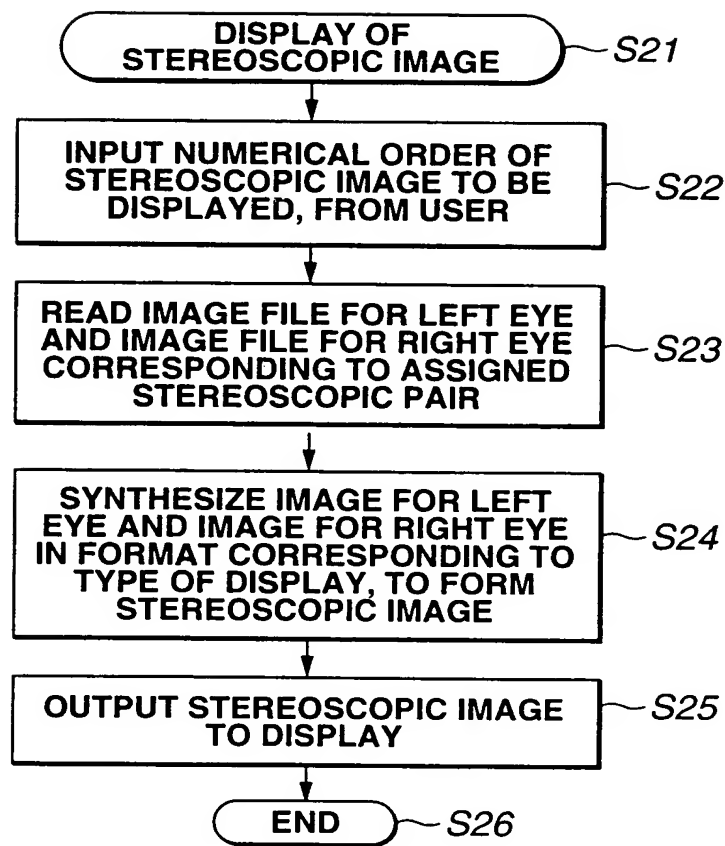 DISPLAY OF
STEREOSCOPIC IMAGE
S21
INPUT NUMERICAL ORDER OF
STEREOSCOPIC IMAGE TO BE
DISPLAYED, FROM USER
S22
READ IMAGE FILE FOR LEFT EYE
AND IMAGE FILE FOR RIGHT EYE
CORRESPONDING TO ASSIGNED
STEREOSCOPIC PAIR
S23
SYNTHESIZE IMAGE FOR LEFT
EYE AND IMAGE FOR RIGHT EYE
IN FORMAT CORRESPONDING TO
TYPE OF DISPLAY, TO FORM
STEREOSCOPIC IMAGE
S24
OUTPUT STEREOSCOPIC IMAGE
TO DISPLAY
S25
END
S26